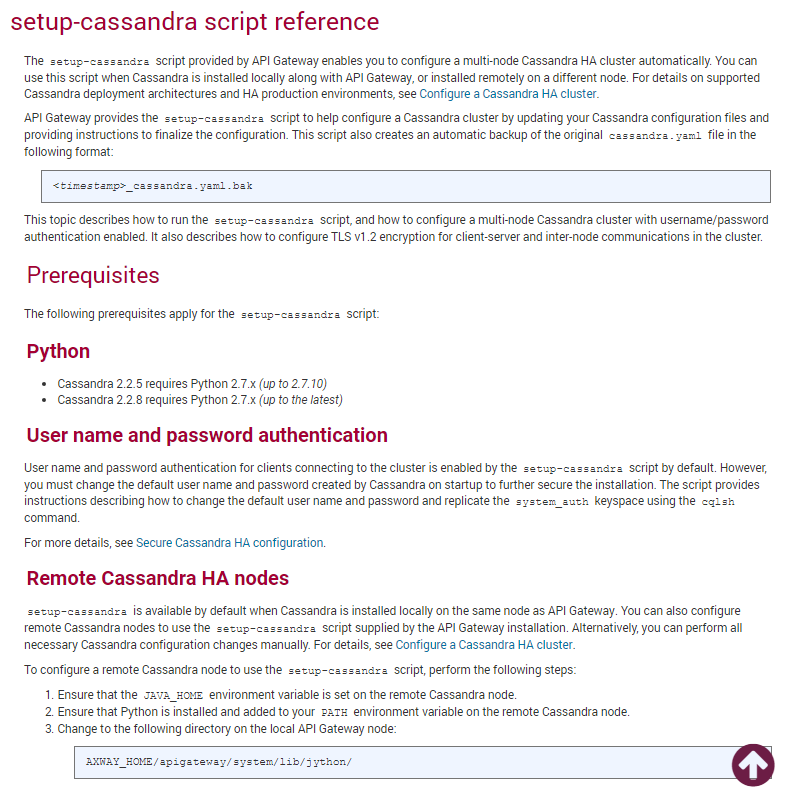 setup-cassandra script reference
The setup-cassandra script provided by API Gateway enables you to configure a multi-node Cassandra HA cluster automatically. You can
use this script when Cassandra is installed locally along with API Gateway, or installed remotely on a different node. For details on supported
Cassandra deployment architectures and HA production environments, see Configure a Cassandra HA cluster.
API Gateway provides the setup-cassandra script to help configure a Cassandra cluster by updating your Cassandra configuration files and
providing instructions to finalize the configuration. This script also creates an automatic backup of the original cassandra.yaml file in the
following format:
<timestamp>_cassandra.yaml.bak
This topic describes how to run the setup-cassandra script, and how to configure a multi-node Cassandra cluster with username/password
authentication enabled. It also describes how to configure TLS v1.2 encryption for client-server and inter-node communications in the cluster.
Prerequisites
The following prerequisites apply for the setup-cassandra script:
Python
• Cassandra 2.2.5 requires Python 2.7.x (up to 2.7.10)
• Cassandra 2.2.8 requires Python 2.7.x (up to the latest)
User name and password authentication
User name and password authentication for clients connecting to the cluster is enabled by the setup-cassandra script by default. However,
you must change the default user name and password created by Cassandra on startup to further secure the installation. The script provides
instructions describing how to change the default user name and password and replicate the system_auth keyspace using the cqlsh
command.
For more details, see Secure Cassandra HA configuration.
Remote Cassandra HA nodes
setup-cassandra is available by default when Cassandra is installed locally on the same node as API Gateway. You can also configure
remote Cassandra nodes to use the setup-cassandra script supplied by the API Gateway installation. Alternatively, you can perform all
necessary Cassandra configuration changes manually. For details, see Configure a Cassandra HA cluster.
To configure a remote Cassandra node to use the setup-cassandra script, perform the following steps:
1. Ensure that the JAVA_HOME environment variable is set on the remote Cassandra node.
2. Ensure that Python is installed and added to your PATH environment variable on the remote Cassandra node.
3. Change to the following directory on the local API Gateway node:
AXWAY_HOME/apigateway/system/lib/jython/